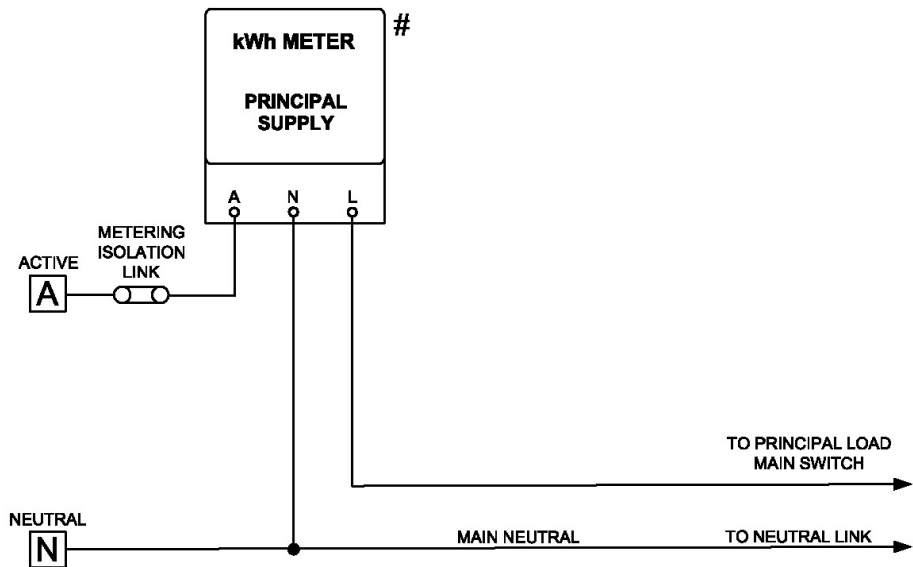 kWh METER
#
PRINCIPAL
SUPPLY
A N L
METERING
ISOLATION
LINK
ACTIVE
A
TO PRINCIPAL LOAD
MAIN SWITCH
NEUTRAL
N
MAIN NEUTRAL
TO NEUTRAL LINK